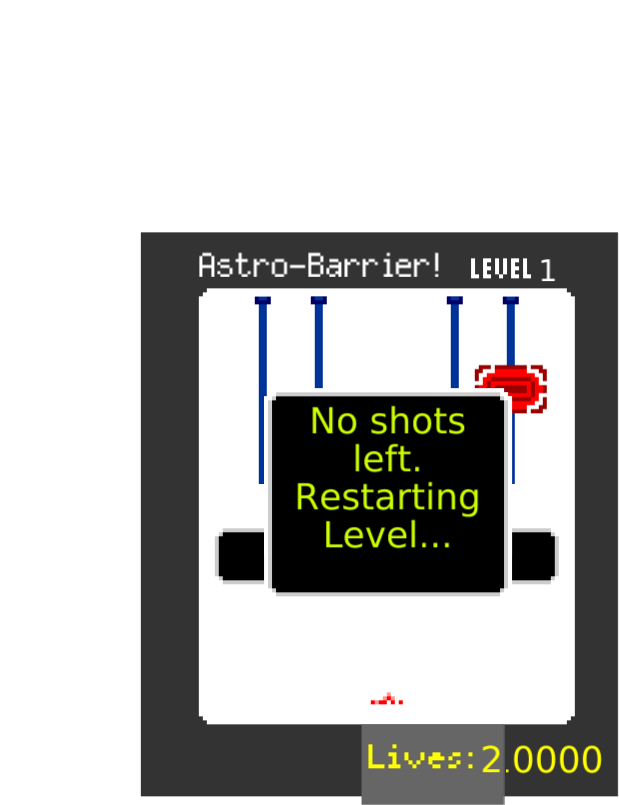 Astro-Barrier! LEVEL 1
No shots
left.
Restarting
Level...
Lives: 2.0000